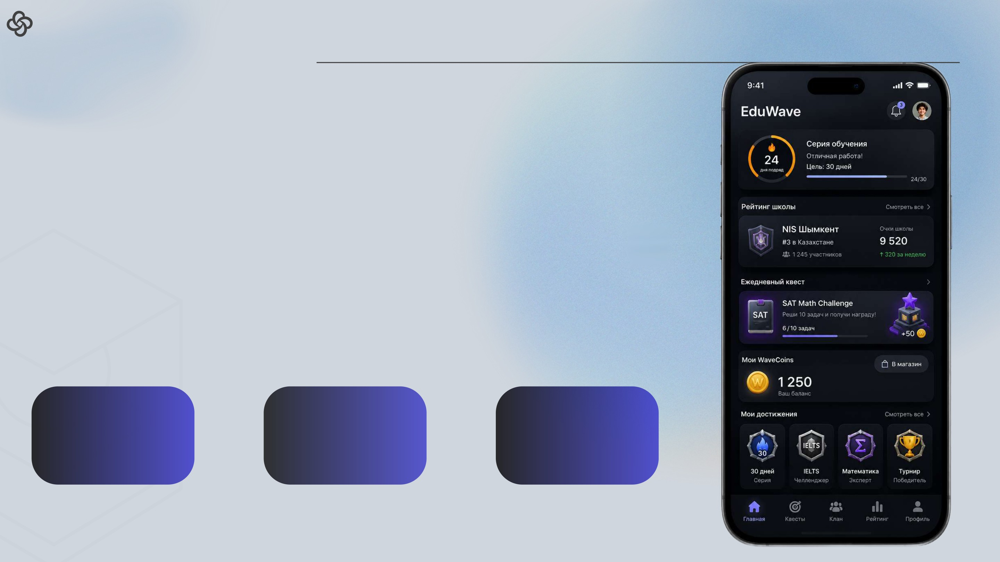 9:41
EduWave
3
24
дня подряд
Серия обучения
Отличная работа!
Цель: 30 дней
24/30
Рейтинг школы
Смотреть все
NIS Шымкент
#3 в Казахстане
1 245 участников
Очки школы
9 520
↑ 320 за неделю
Ежедневный квест
SAT
SAT Math Challenge
Реши 10 задач и получи награду!
6/10 задач
+50 W
Мои WaveCoins
В магазин
W
1 250
Ваш баланс
Мои достижения
Смотреть все
30
IELTS
Σ
30 дней
Серия
IELTS
Челленджер
Математика
Эксперт
Турнир
Победитель
Главная
Квесты
Клан
Рейтинг
Профиль